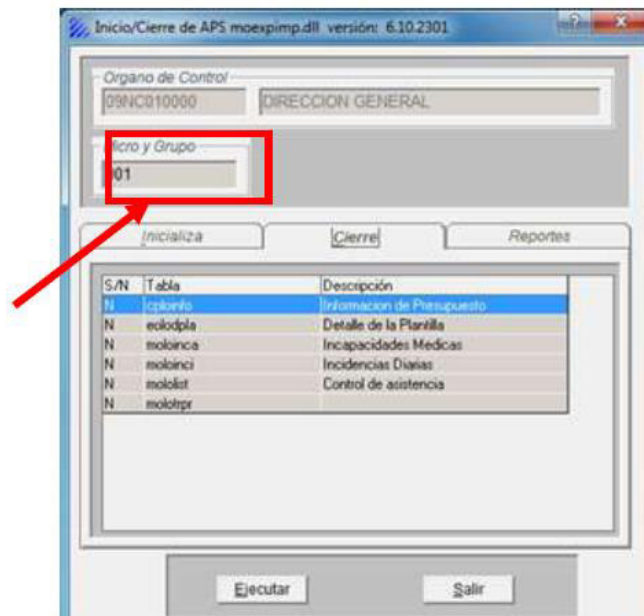 Inicio/Cierre de APS moexpimp.dll versión: 6.10.2301
Organo de Control
09NC010000 DIRECCION GENERAL
Micro y Grupo
001
Inicializa Cierre Reportes
S/N Tabla Descripción
N cploinfo Informacion de Presupuesto
N eolodpla Detalle de la Plantilla
N moloinca Incapacidades Medicas
N moloinci Incidencias Diarias
N mololist Control de asistencia
N molotrpr
Ejecutar Salir